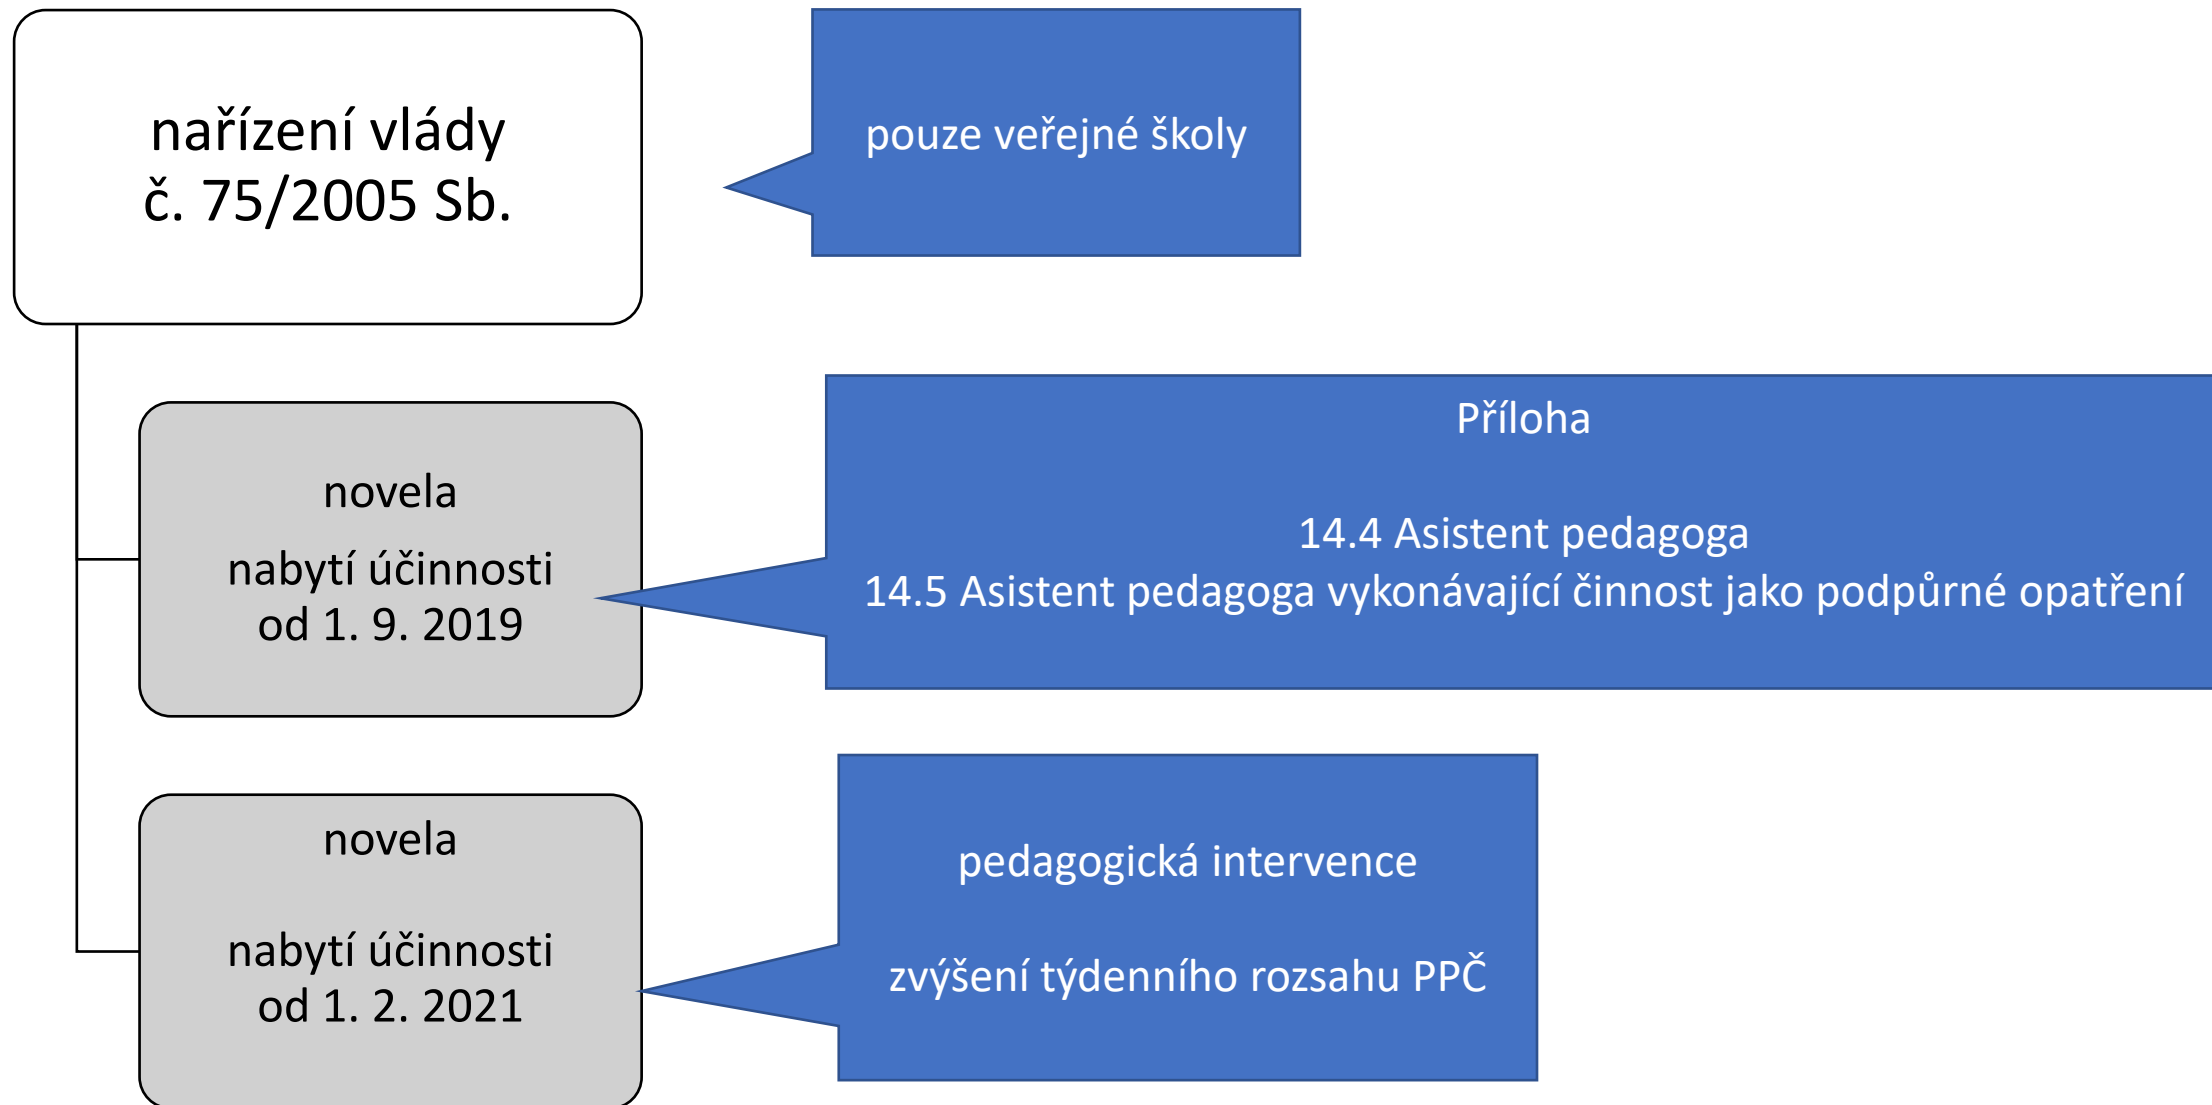 nařízení vlády
č. 75/2005 Sb.
pouze veřejné školy
novela
nabytí účinnosti
od 1. 9. 2019
Příloha
14.4 Asistent pedagoga
14.5 Asistent pedagoga vykonávající činnost jako podpůrné opatření
novela
nabytí účinnosti
od 1. 2. 2021
pedagogická intervence
zvýšení týdenního rozsahu PPČ